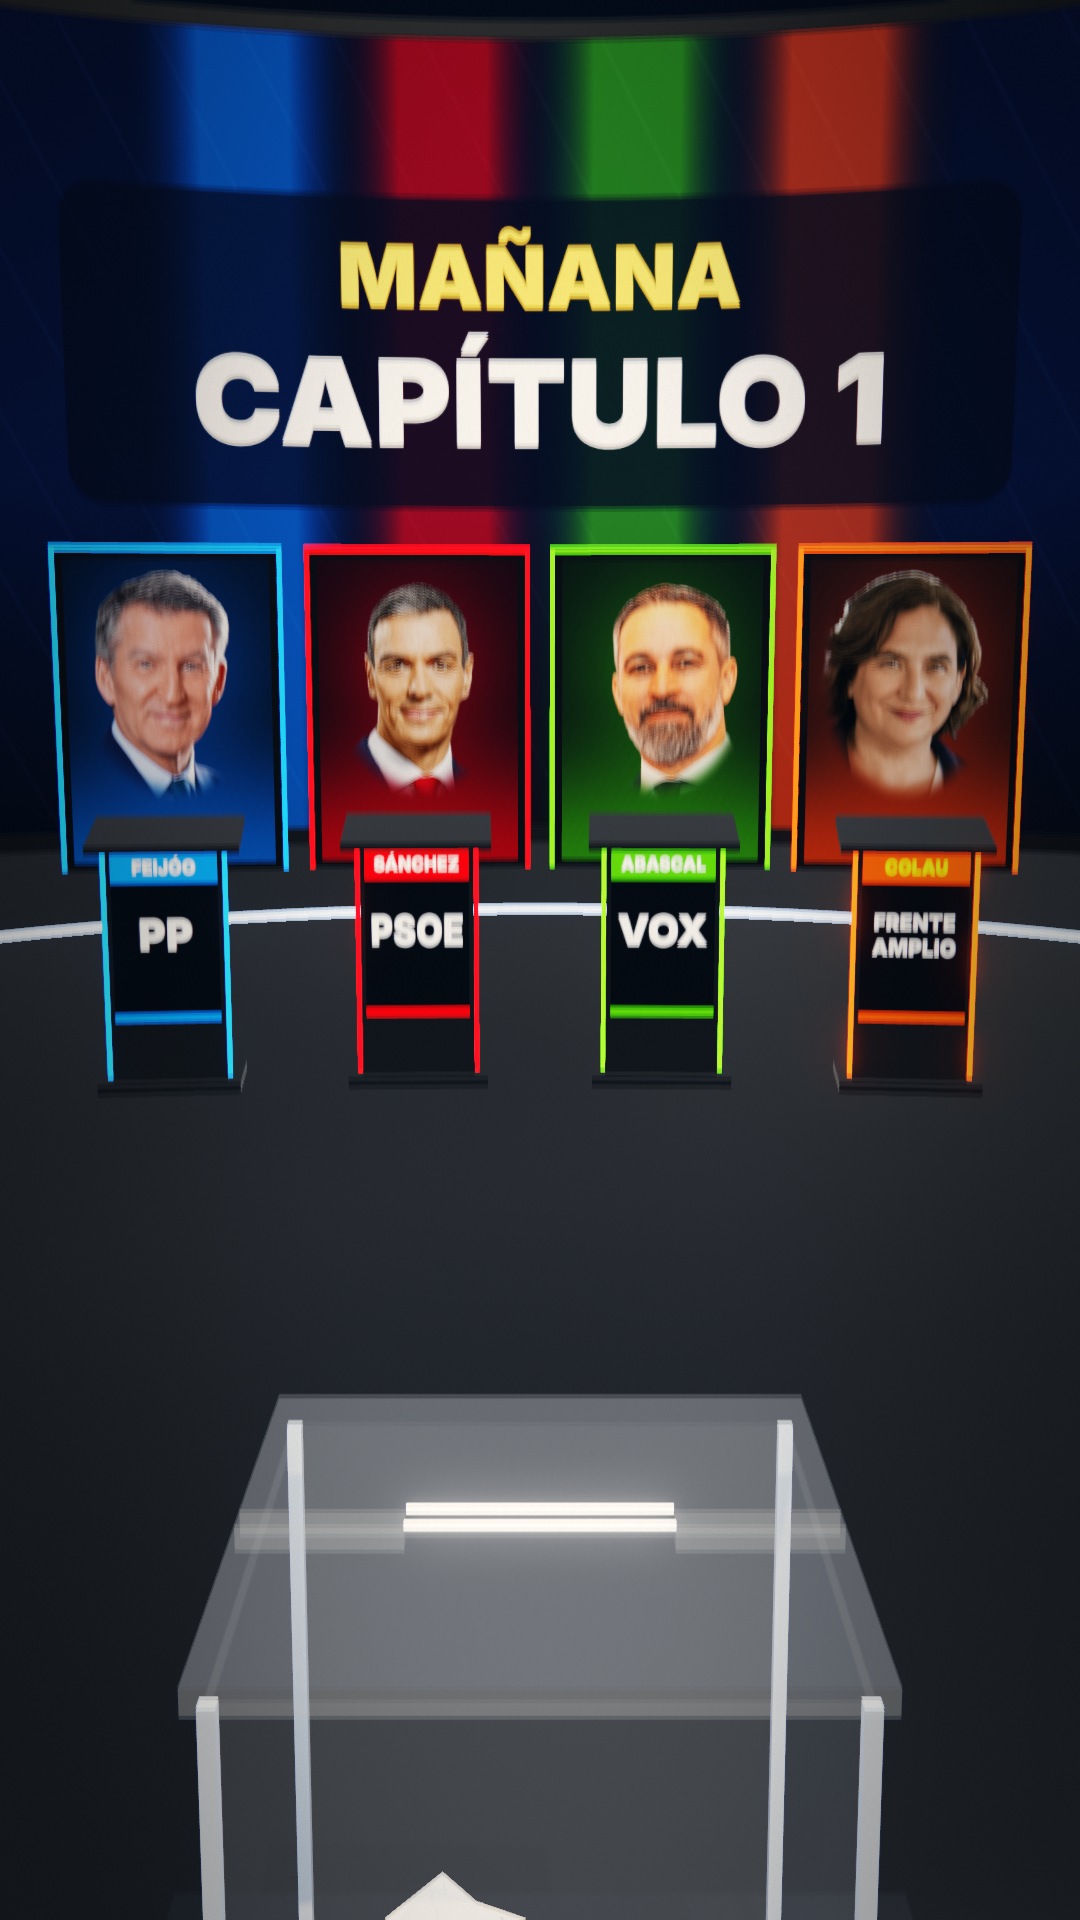 MAÑANA
CAPÍTULO 1
FEIJÓO
PP
SÁNCHEZ
PSOE
ABASCAL
VOX
COLAU
FRENTE
AMPLIO